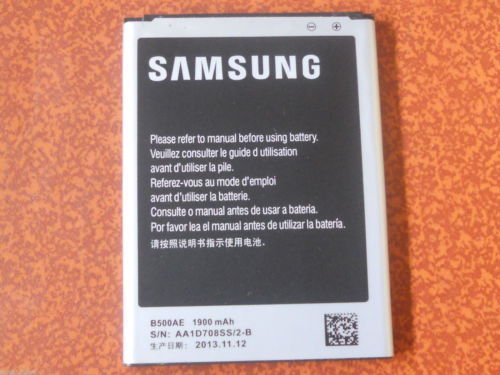 ⊖ ⊕
SAMSUNG
Please refer to manual before using battery.
Veuillez consulter le guide d utilisation
avant d'utiliser la pile.
Referez-vous au mode d'emploi
avant d'utiliser la batterie.
Consulte o manual antes de usar a bateria.
Por favor lea el manual antes de utilizar la batería.
请按照说明书指示使用电池。
B500AE 1900 mAh
S/N: AA1D708SS/2-B
生产日期: 2013.11.12